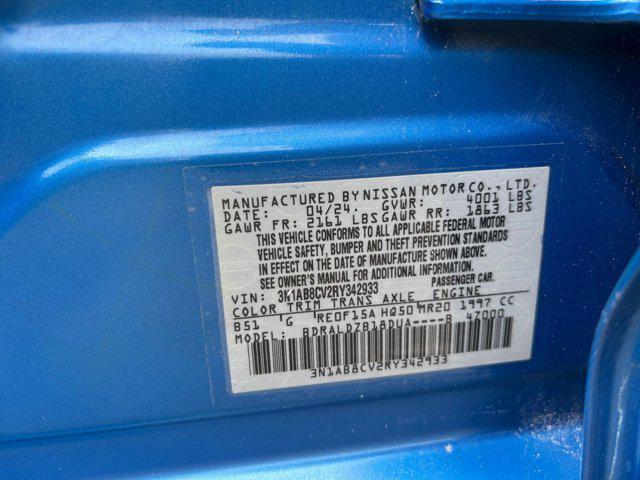 MANUFACTURED BY NISSAN MOTOR CO., LTD.
DATE: 04/24. GVWR: 4001 LBS
GAWR FR: 2161 LBS GAWR RR: 1863 LBS
THIS VEHICLE CONFORMS TO ALL APPLICABLE FEDERAL MOTOR
VEHICLE SAFETY, BUMPER AND THEFT PREVENTION STANDARDS
IN EFFECT ON THE DATE OF MANUFACTURE SHOWN ABOVE.
SEE OWNER'S MANUAL FOR ADDITIONAL INFORMATION.
VIN: 3N1AB8CV2RY342933 PASSENGER CAR.
COLOR TRIM TRANS AXLE ENGINE
B51 G RE0F15A HQ50 MR20 1997 CC
MODEL: BDRALDZB18DUA----B 47000
3N1AB8CV2RY342933